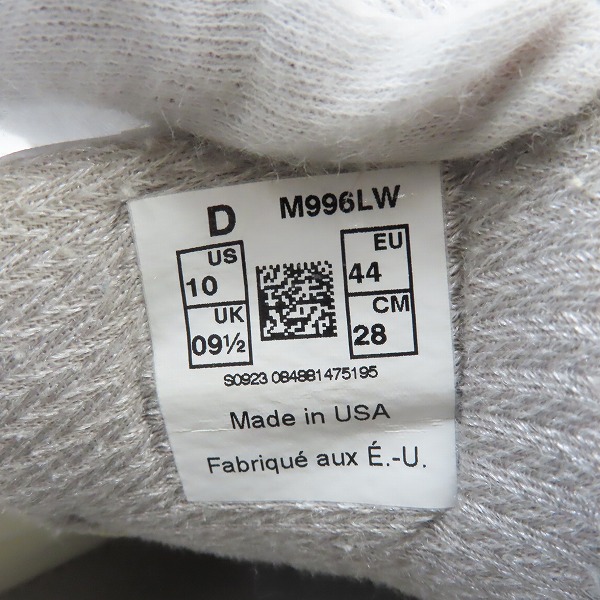 D M996LW
US 10
UK 09½
EU 44
CM 28
S0923 084881475195
Made in USA
Fabriqué aux É.-U.